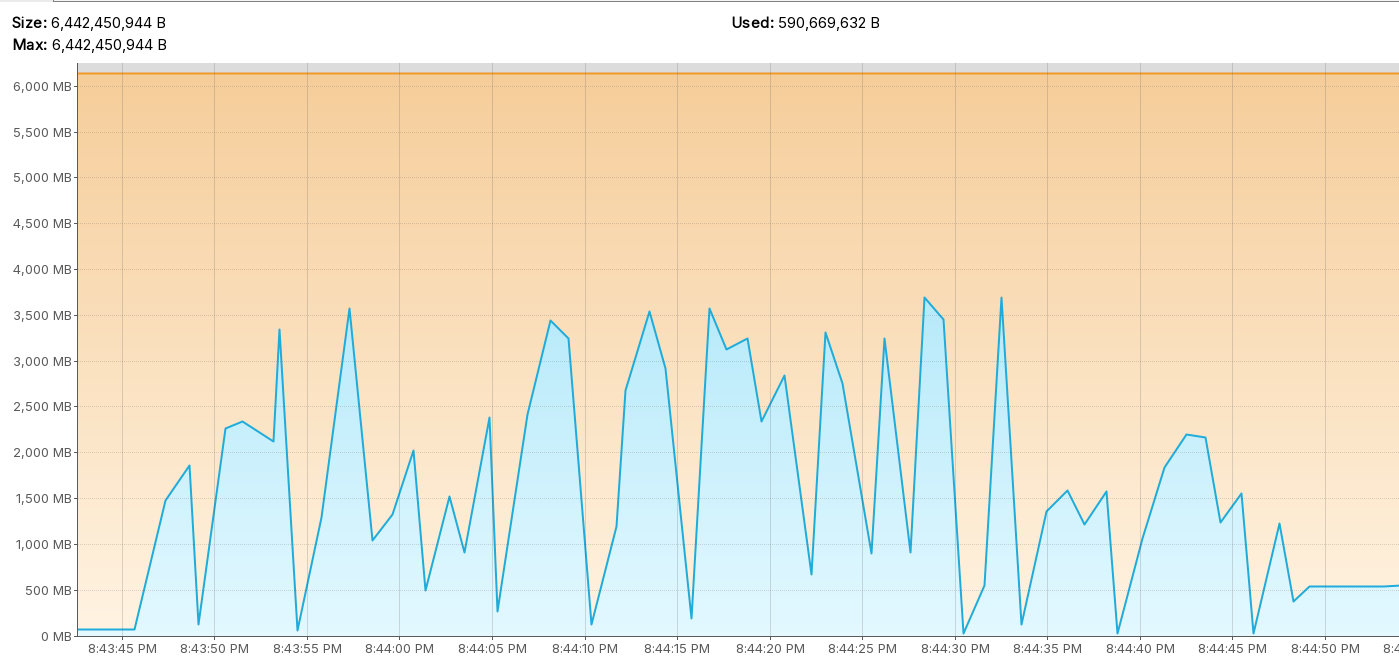 Size: 6,442,450,944 B
Used: 590,669,632 B
Max: 6,442,450,944 B
6,000 MB
5,500 MB
5,000 MB
4,500 MB
4,000 MB
3,500 MB
3,000 MB
2,500 MB
2,000 MB
1,500 MB
1,000 MB
500 MB
0 MB
8:43:45 PM 8:43:50 PM 8:43:55 PM 8:44:00 PM 8:44:05 PM 8:44:10 PM 8:44:15 PM 8:44:20 PM 8:44:25 PM 8:44:30 PM 8:44:35 PM 8:44:40 PM 8:44:45 PM 8:44:50 PM